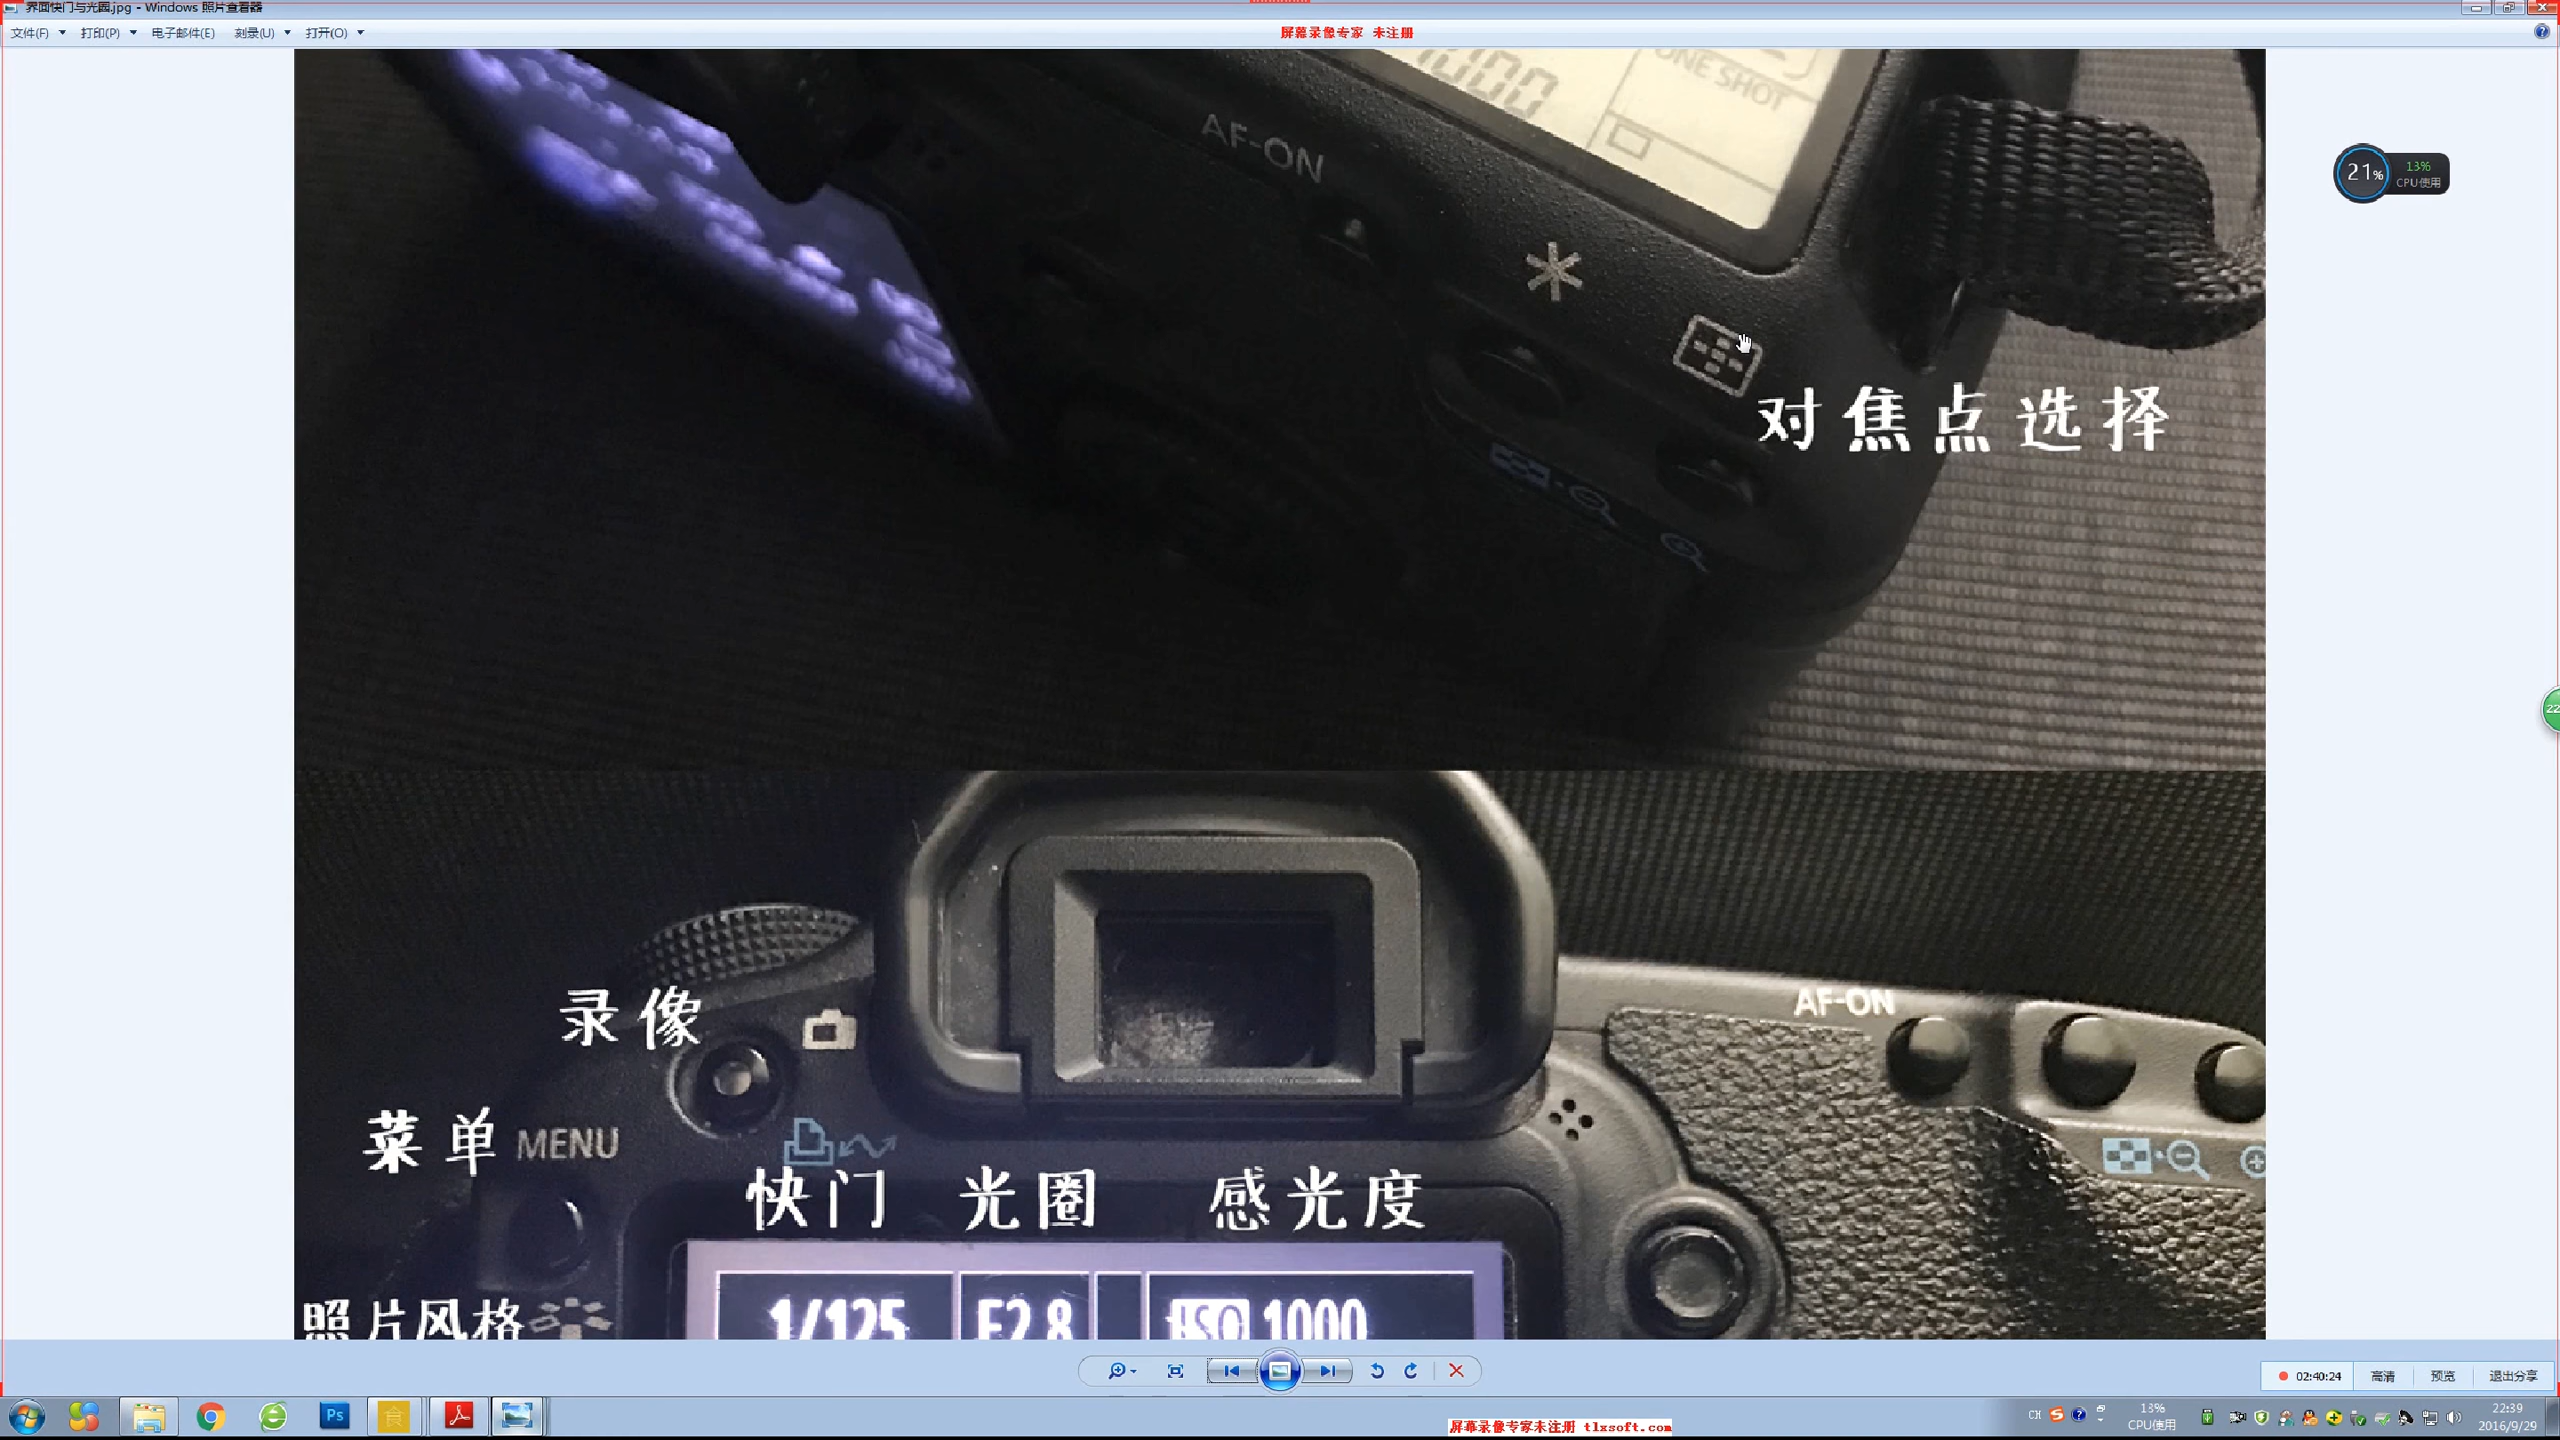 界面快门与光圈.jpg - Windows 照片查看器
文件(F) 打印(P) 电子邮件(E) 刻录(U) 打开(O)
屏幕录像专家 未注册
1000
ONE SHOT
AF-ON
21%
13%
CPU使用
对焦点选择
22
录像
AF-ON
菜单 MENU
快门 光圈 感光度
照片风格
1/125 F2.8 ISO 1000
02:40:24 高清 预览 退出分享
Ps
食
CH
13%
CPU使用
22:39
2016/9/29
屏幕录像专家未注册 tlxsoft.com